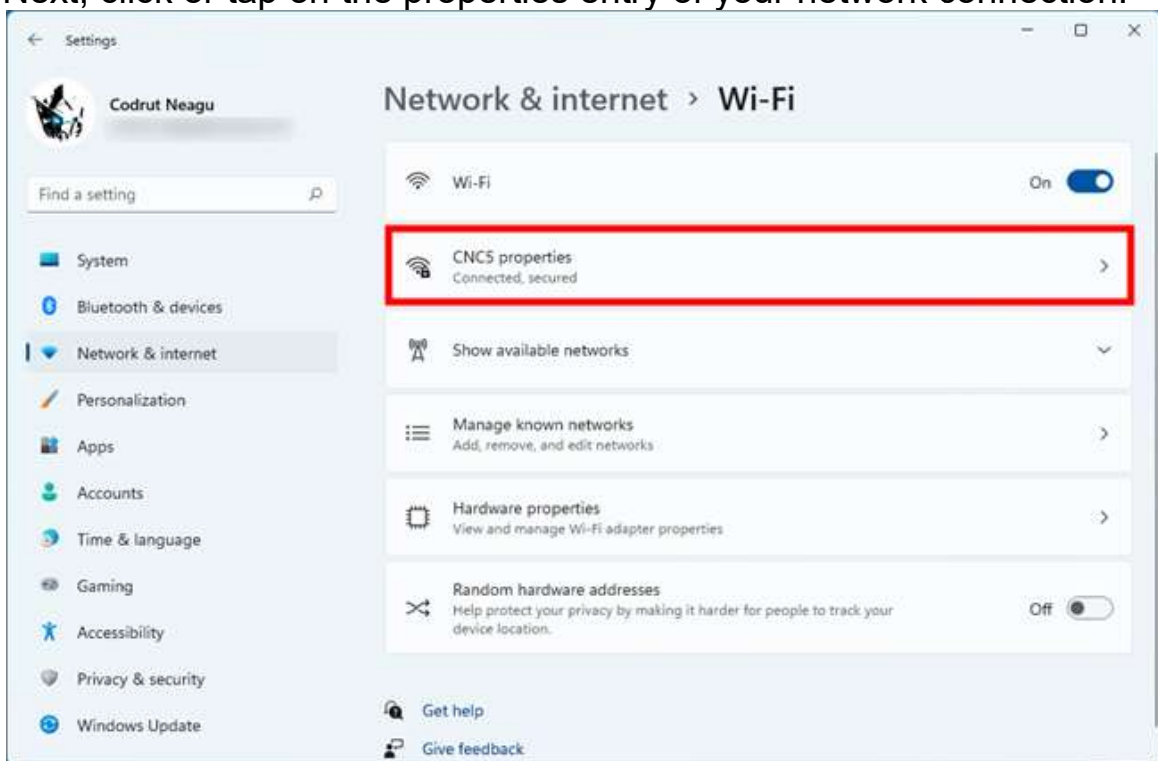 Next, click or tap on the properties entry of your network connection.
Settings
Codrut Neagu
Network & internet > Wi-Fi
Find a setting
Wi-Fi
On
CNCS properties
Connected, secured
System
Bluetooth & devices
Show available networks
Network & internet
Personalization
Manage known networks
Add, remove, and edit networks
Apps
Accounts
Hardware properties
View and manage Wi-Fi adapter properties
Time & language
Gaming
Random hardware addresses
Help protect your privacy by making it harder for people to track your
device location.
Off
Accessibility
Privacy & security
Windows Update
Get help
Give feedback